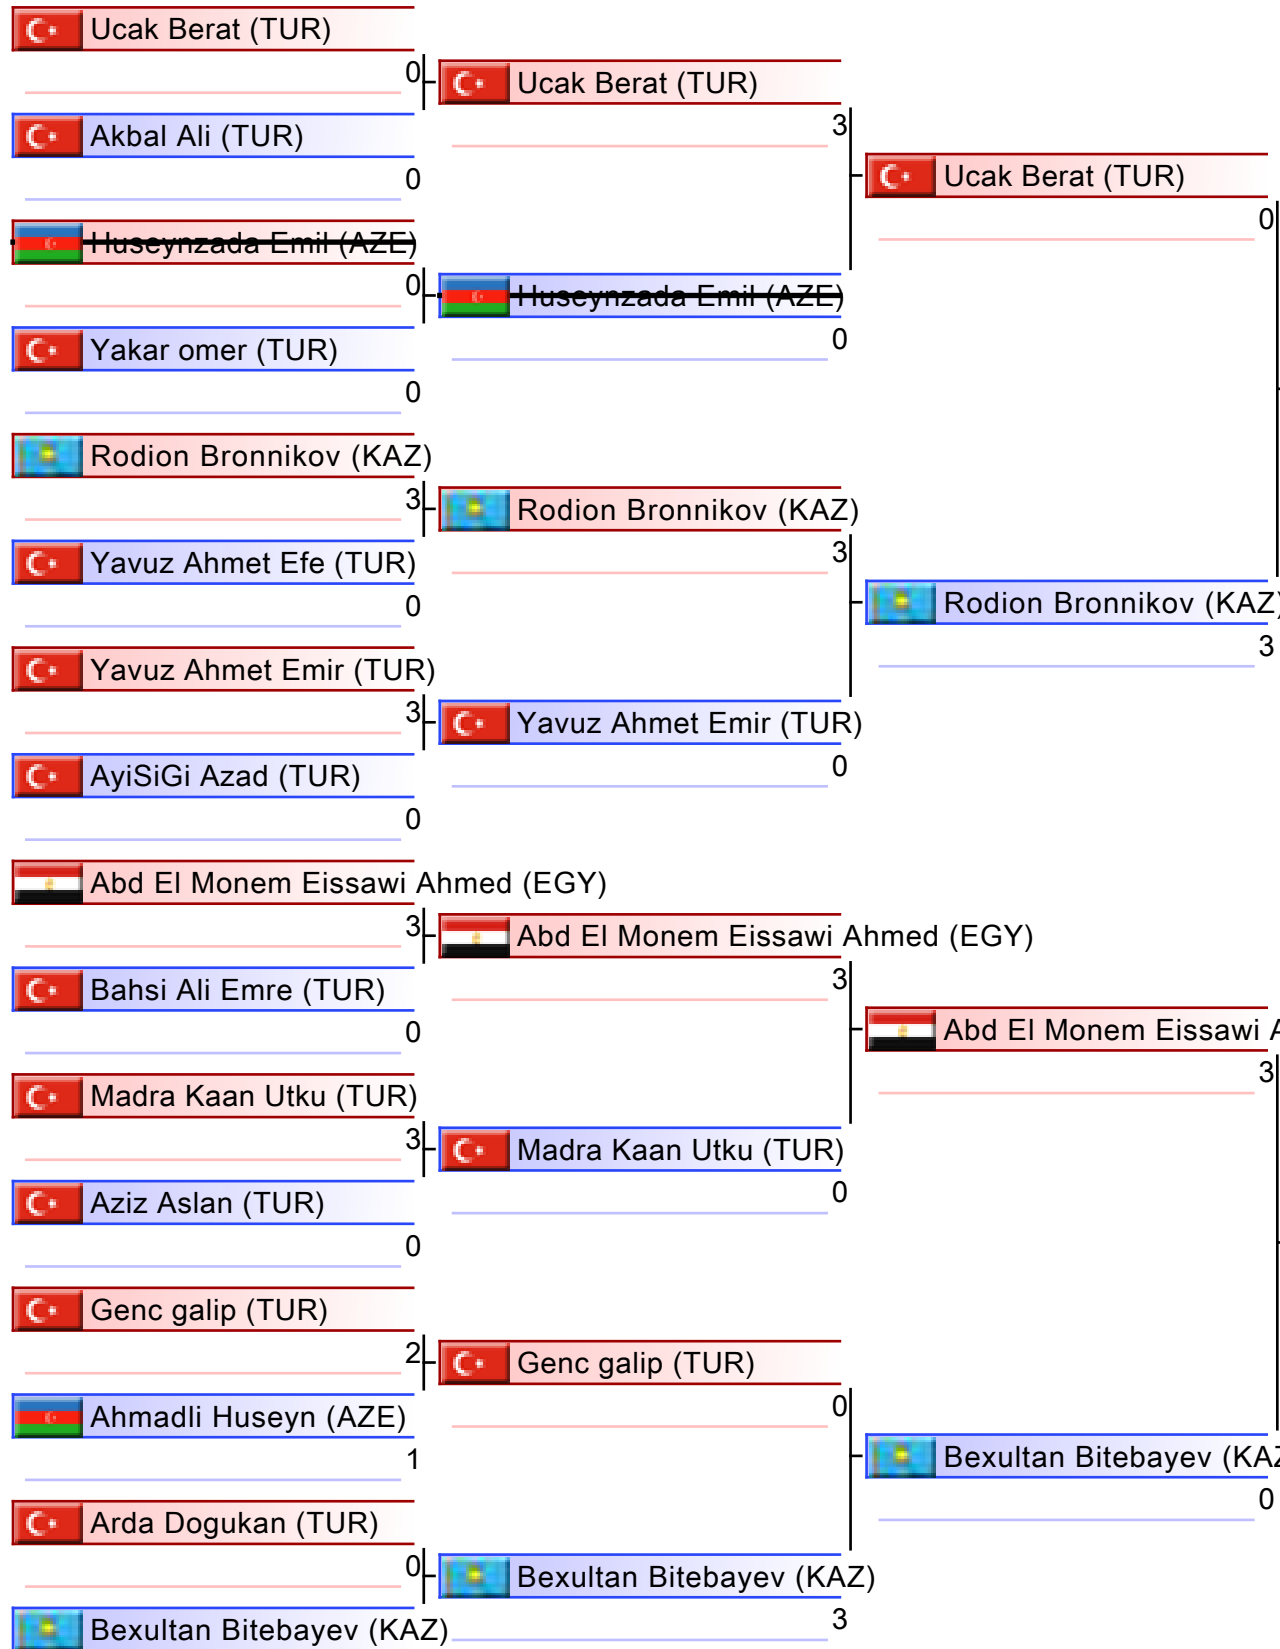 Ucak Berat (TUR)
0
Akbal Ali (TUR)
0
Huseynzada Emil (AZE)
0
Yakar omer (TUR)
0
Rodion Bronnikov (KAZ)
3
Yavuz Ahmet Efe (TUR)
0
Yavuz Ahmet Emir (TUR)
3
AyiSiGi Azad (TUR)
0
Abd El Monem Eissawi Ahmed (EGY)
3
Bahsi Ali Emre (TUR)
0
Madra Kaan Utku (TUR)
3
Aziz Aslan (TUR)
0
Genc galip (TUR)
2
Ahmadli Huseyn (AZE)
1
Arda Dogukan (TUR)
0
Bexultan Bitebayev (KAZ)
Ucak Berat (TUR)
3
Huseynzada Emil (AZE)
0
Rodion Bronnikov (KAZ)
3
Yavuz Ahmet Emir (TUR)
0
Abd El Monem Eissawi Ahmed (EGY)
3
Madra Kaan Utku (TUR)
0
Genc galip (TUR)
0
Bexultan Bitebayev (KAZ)
3
Ucak Berat (TUR)
0
Rodion Bronnikov (KAZ)
3
Abd El Monem Eissawi A
3
Bexultan Bitebayev (KAZ
0